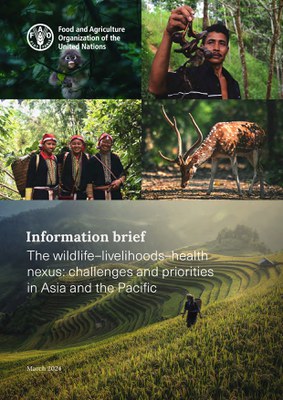 Food and Agriculture
Organization of the
United Nations
Information brief
The wildlife–livelihoods–health
nexus: challenges and priorities
in Asia and the Pacific
March 2024